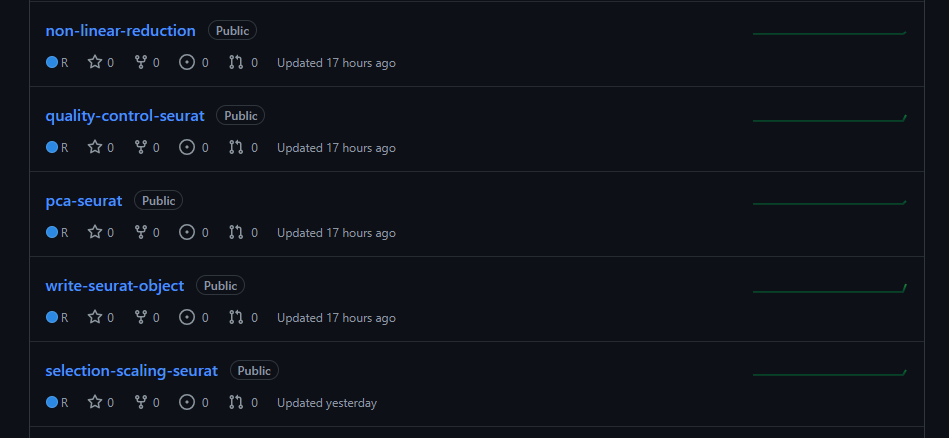 non-linear-reduction Public
R 0 0 0 0 Updated 17 hours ago
quality-control-seurat Public
R 0 0 0 0 Updated 17 hours ago
pca-seurat Public
R 0 0 0 0 Updated 17 hours ago
write-seurat-object Public
R 0 0 0 0 Updated 17 hours ago
selection-scaling-seurat Public
R 0 0 0 0 Updated yesterday